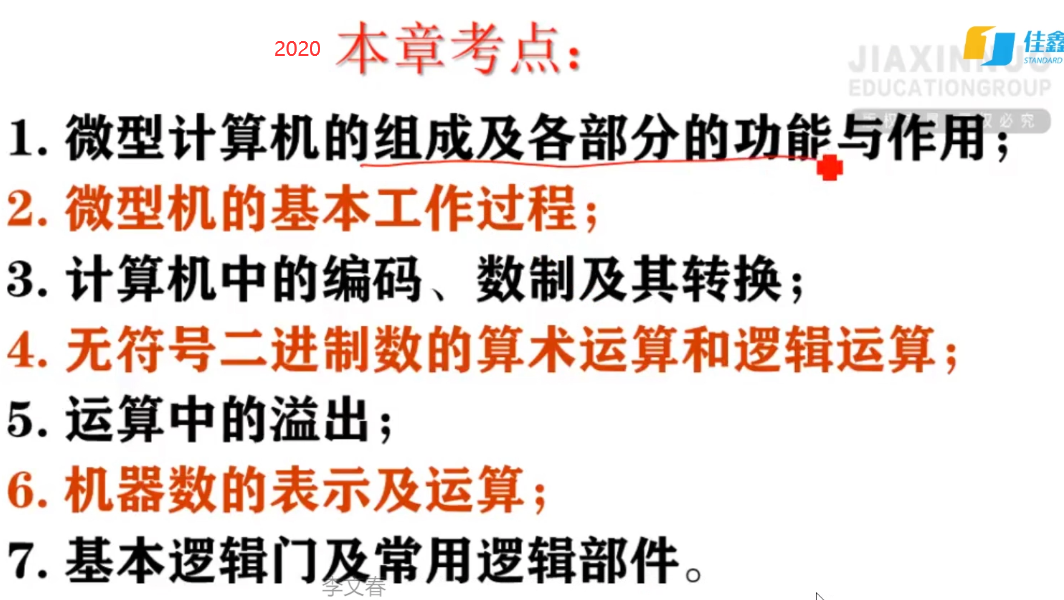 2020 本章考点：
佳鑫
STANDARD
EDUCATIONGROUP
1. 微型计算机的组成及各部分的功能与作用；
2. 微型机的基本工作过程；
3. 计算机中的编码、数制及其转换；
4. 无符号二进制数的算术运算和逻辑运算；
5. 运算中的溢出；
6. 机器数的表示及运算；
7. 基本逻辑门及常用逻辑部件。
李文春